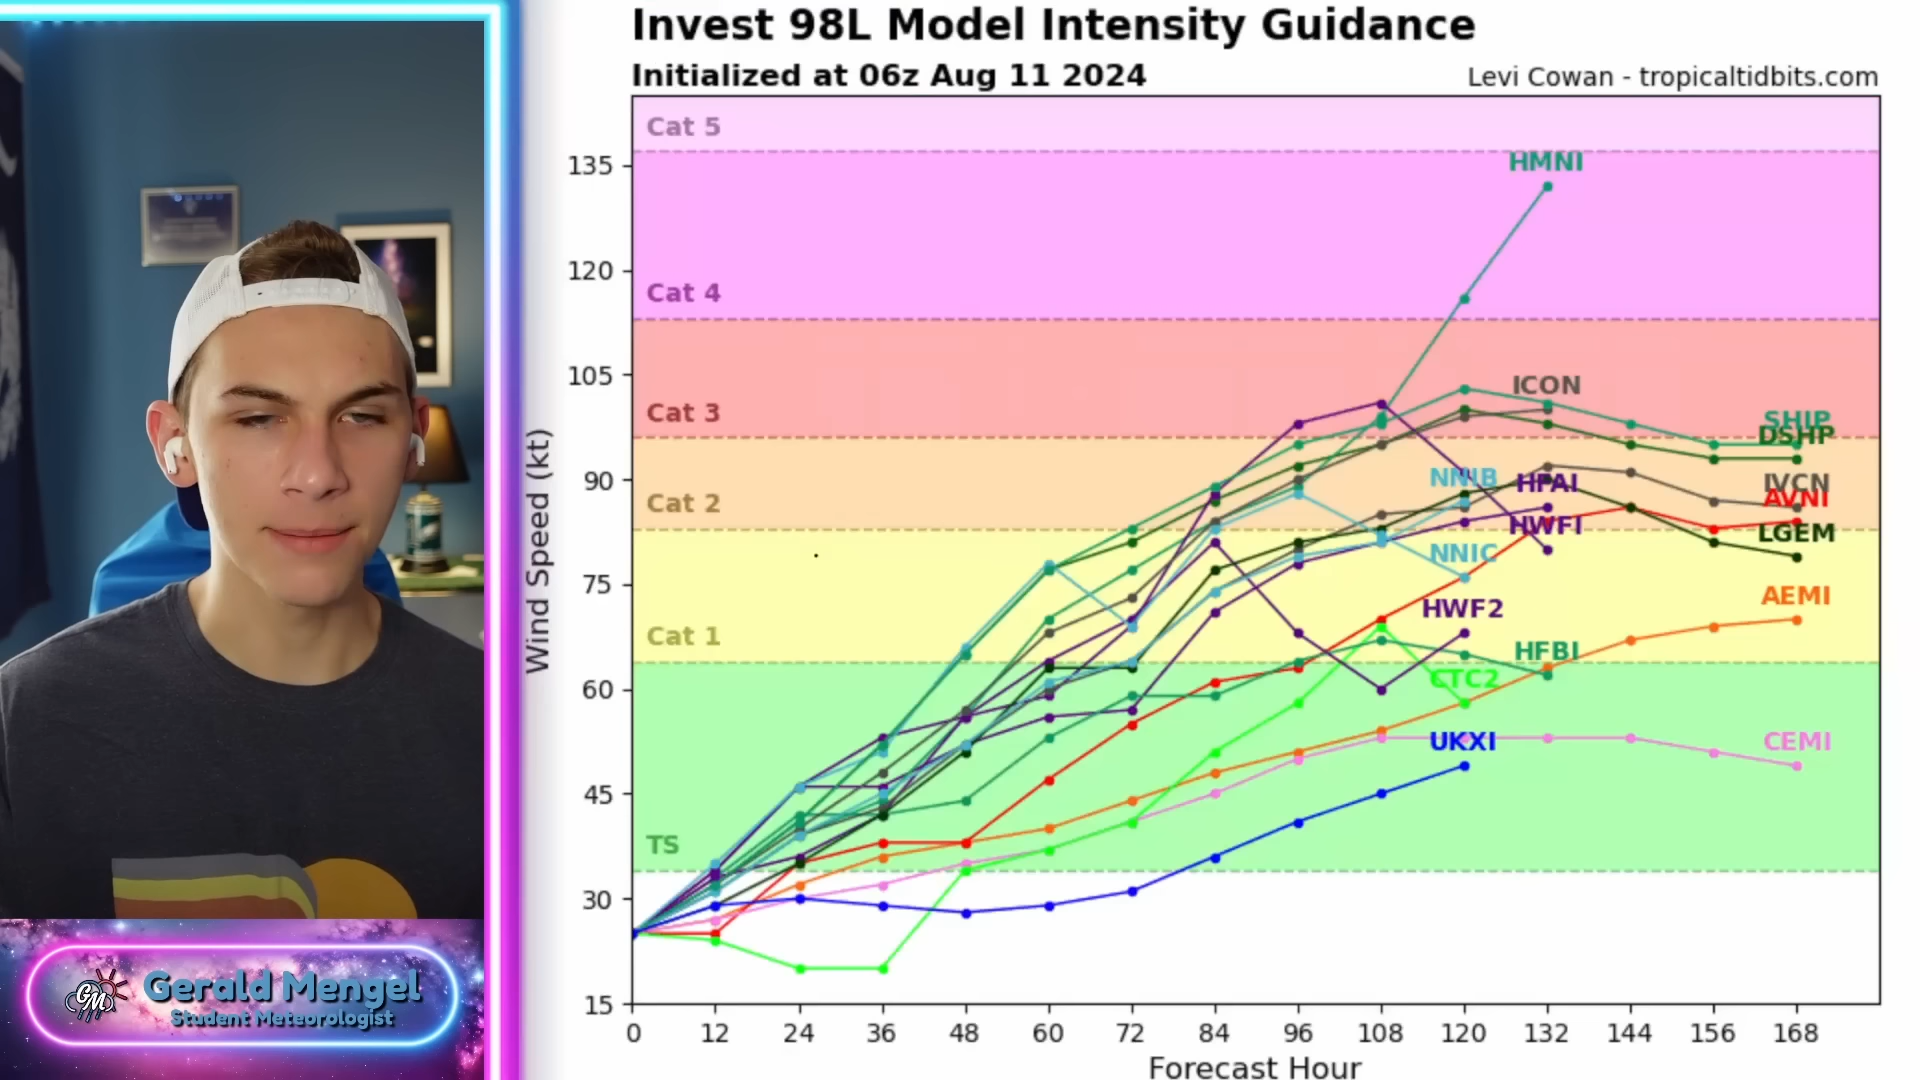 Invest 98L Model Intensity Guidance
Initialized at 06z Aug 11 2024
Levi Cowan - tropicaltidbits.com
Cat 5
135
HMNI
120
Cat 4
105
ICON
Cat 3
SHIP
DSHP
90
NNIB
HFAI
IVCN
AVNI
Cat 2
HWFI
LGEM
NNIC
75
AEMI
HWF2
Cat 1
HFBI
60
CTC2
UKXI
CEMI
45
TS
30
15
Wind Speed (kt)
0 12 24 36 48 60 72 84 96 108 120 132 144 156 168
Forecast Hour
GM
Gerald Mengel
Student Meteorologist